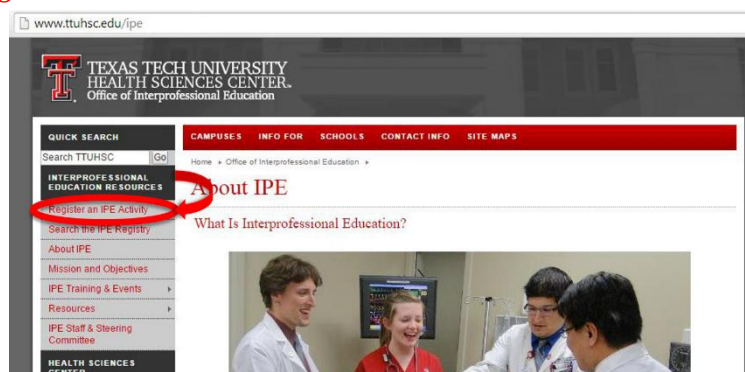 www.ttuhsc.edu/ipe
TEXAS TECH UNIVERSITY
HEALTH SCIENCES CENTER
Office of Interprofessional Education
QUICK SEARCH
Search TTUHSC Go
INTERPROFESSIONAL
EDUCATION RESOURCES
Register an IPE Activity
Search the IPE Registry
About IPE
Mission and Objectives
IPE Training & Events
Resources
IPE Staff & Steering
Committee
HEALTH SCIENCES
CENTER
CAMPUSES INFO FOR SCHOOLS CONTACT INFO SITE MAPS
Home ▸ Office of Interprofessional Education ▸
About IPE
What Is Interprofessional Education?